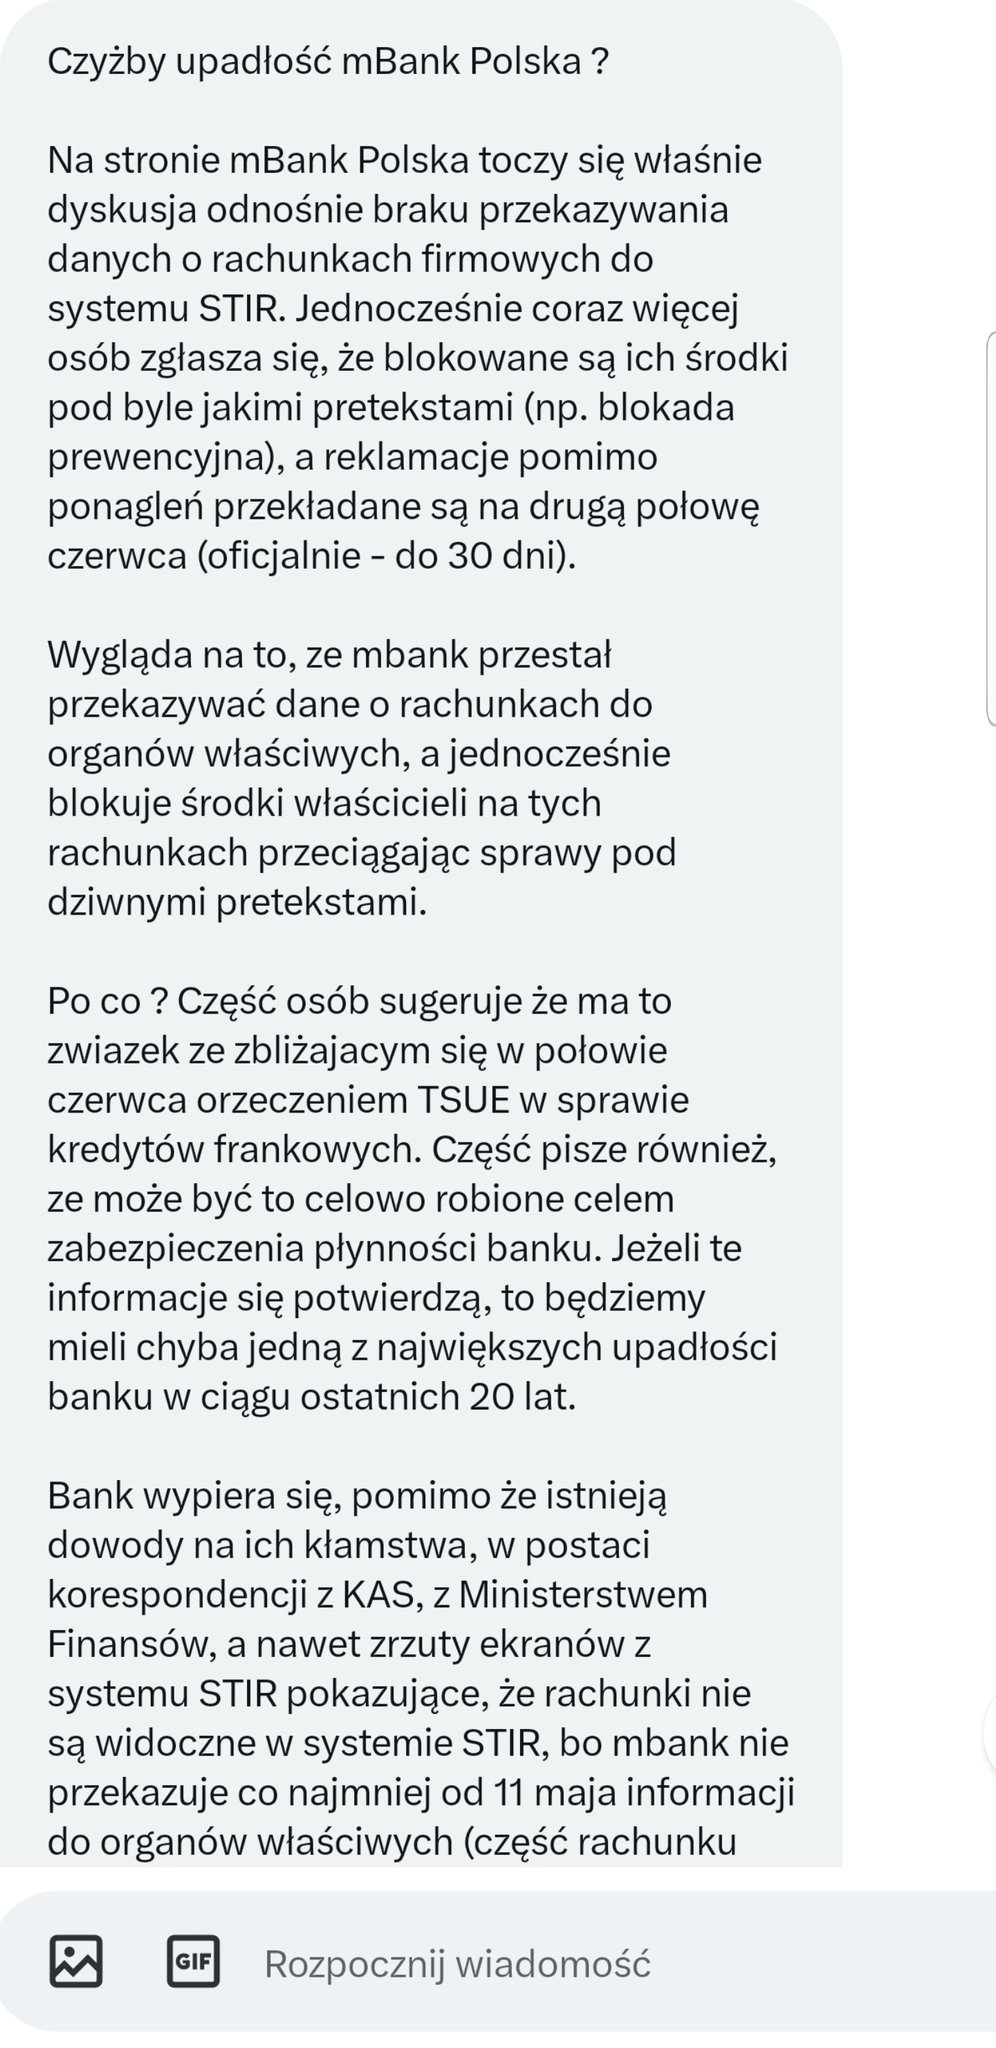 Czyżby upadłość mBank Polska ?
Na stronie mBank Polska toczy się właśnie
dyskusja odnośnie braku przekazywania
danych o rachunkach firmowych do
systemu STIR. Jednocześnie coraz więcej
osób zgłasza się, że blokowane są ich środki
pod byle jakimi pretekstami (np. blokada
prewencyjna), a reklamacje pomimo
ponagleń przekładane są na drugą połowę
czerwca (oficjalnie - do 30 dni).
Wygląda na to, ze mbank przestał
przekazywać dane o rachunkach do
organów właściwych, a jednocześnie
blokuje środki właścicieli na tych
rachunkach przeciągając sprawy pod
dziwnymi pretekstami.
Po co ? Część osób sugeruje że ma to
zwiazek ze zbliżajacym się w połowie
czerwca orzeczeniem TSUE w sprawie
kredytów frankowych. Część pisze również,
ze może być to celowo robione celem
zabezpieczenia płynności banku. Jeżeli te
informacje się potwierdzą, to będziemy
mieli chyba jedną z największych upadłości
banku w ciągu ostatnich 20 lat.
Bank wypiera się, pomimo że istnieją
dowody na ich kłamstwa, w postaci
korespondencji z KAS, z Ministerstwem
Finansów, a nawet zrzuty ekranów z
systemu STIR pokazujące, że rachunki nie
są widoczne w systemie STIR, bo mbank nie
przekazuje co najmniej od 11 maja informacji
do organów właściwych (część rachunku
GIF Rozpocznij wiadomość